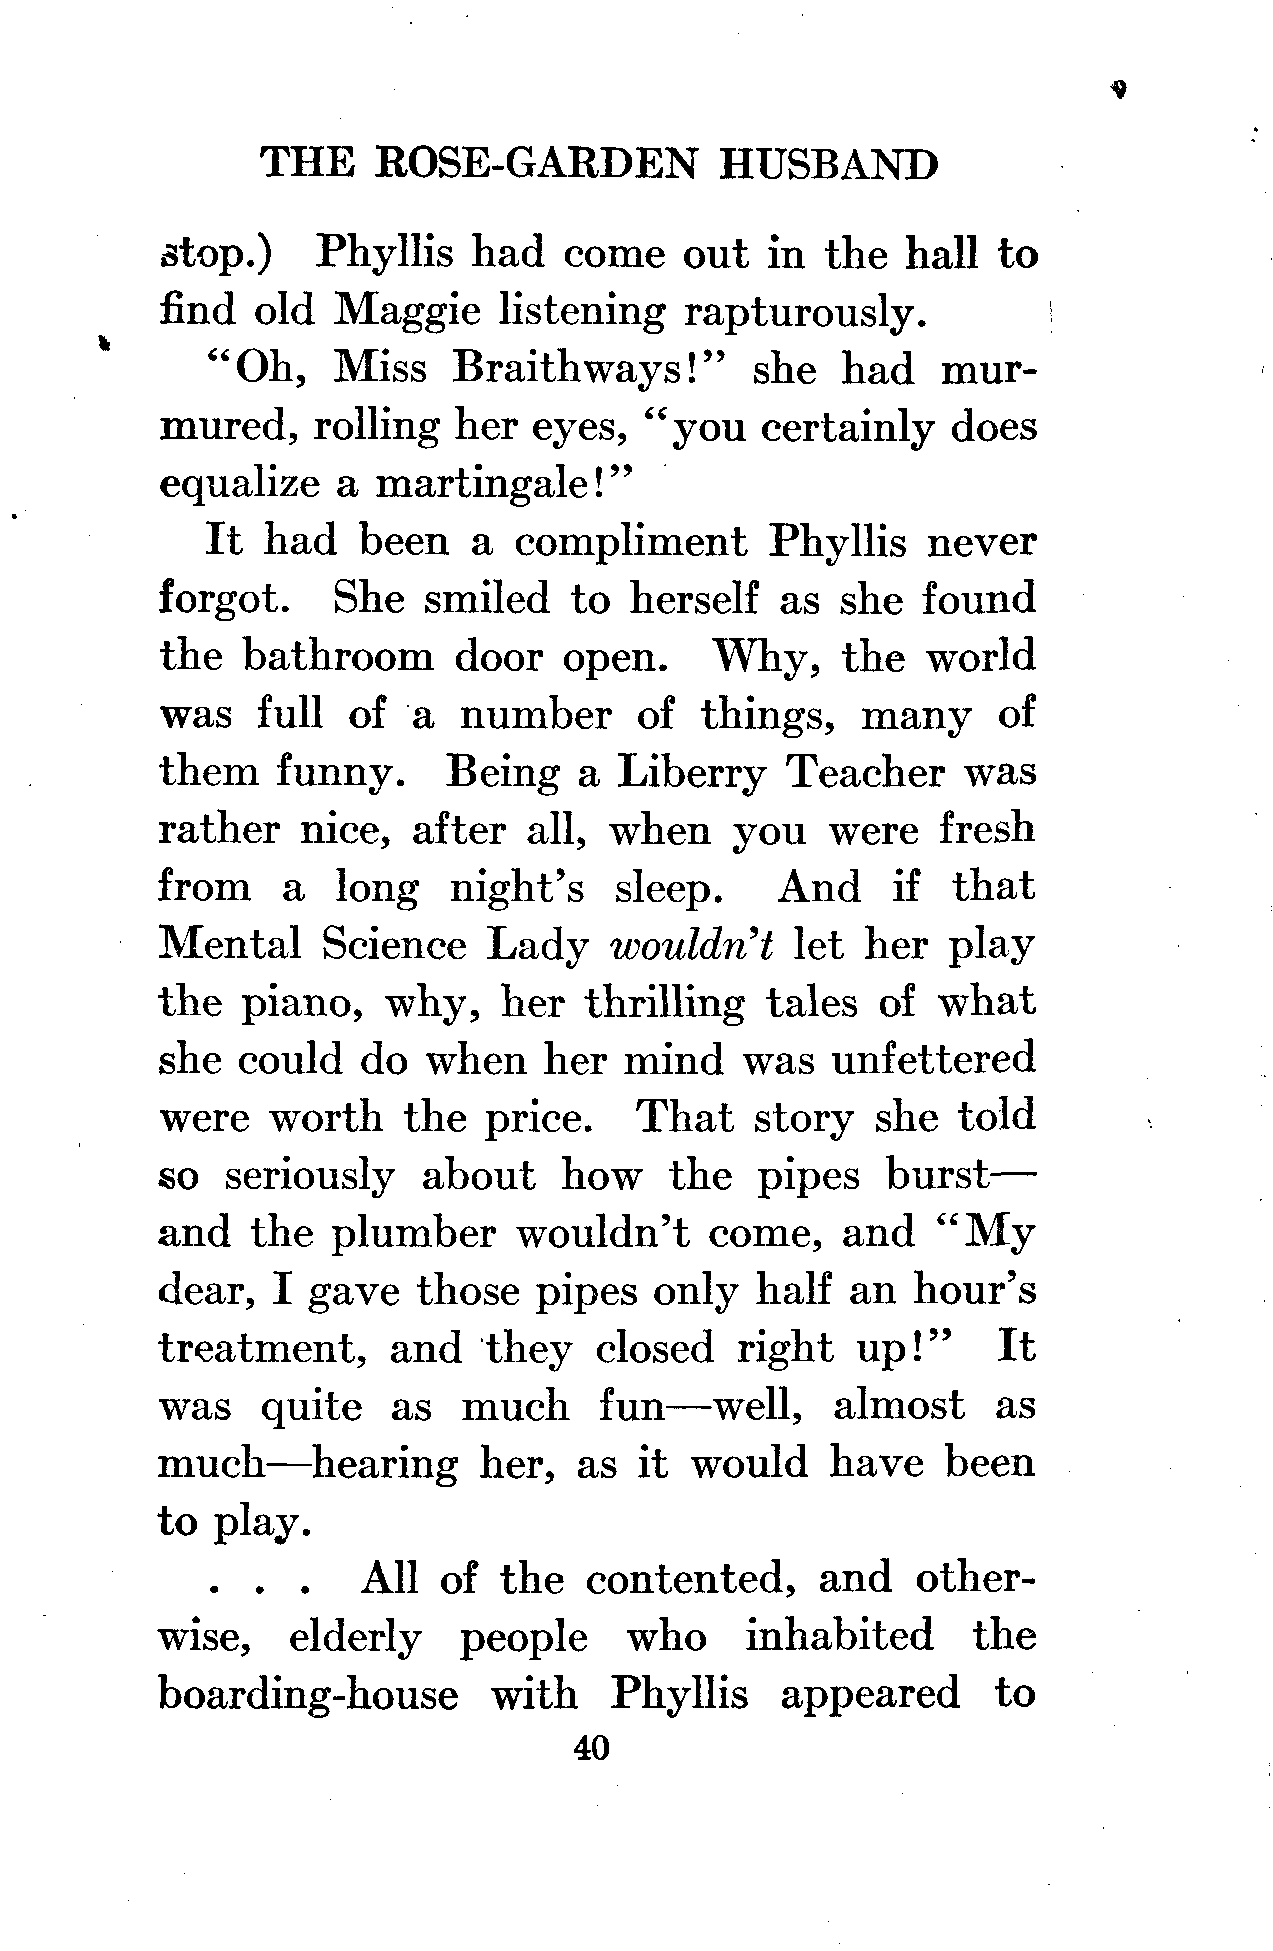 THE ROSE-GARDEN HUSBAND
stop.) Phyllis had come out in the hall to
find old Maggie listening rapturously.
"Oh, Miss Braithways!" she had mur-
mured, rolling her eyes, "you certainly does
equalize a martingale!"
It had been a compliment Phyllis never
forgot. She smiled to herself as she found
the bathroom door open. Why, the world
was full of a number of things, many of
them funny. Being a Liberry Teacher was
rather nice, after all, when you were fresh
from a long night's sleep. And if that
Mental Science Lady wouldn't let her play
the piano, why, her thrilling tales of what
she could do when her mind was unfettered
were worth the price. That story she told
so seriously about how the pipes burst—
and the plumber wouldn't come, and "My
dear, I gave those pipes only half an hour's
treatment, and they closed right up!" It
was quite as much fun—well, almost as
much—hearing her, as it would have been
to play.
. . . All of the contented, and other-
wise, elderly people who inhabited the
boarding-house with Phyllis appeared to
40